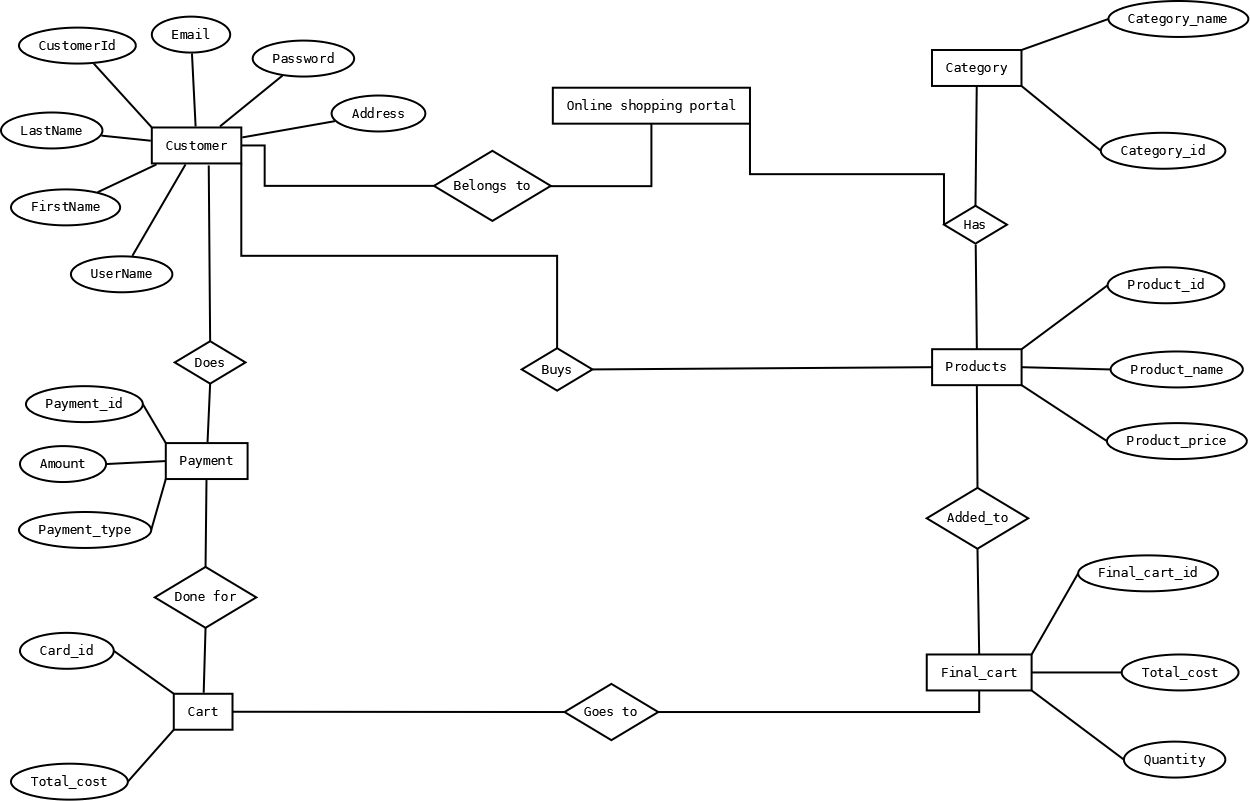 Category_name
Email
CustomerId
Password
Category
Online shopping portal
Address
LastName
Customer
Category_id
Belongs to
FirstName
Has
UserName
Product_id
Does
Buys
Products
Product_name
Payment_id
Product_price
Payment
Amount
Added_to
Payment_type
Final_cart_id
Done for
Card_id
Final_cart
Total_cost
Cart
Goes to
Quantity
Total_cost